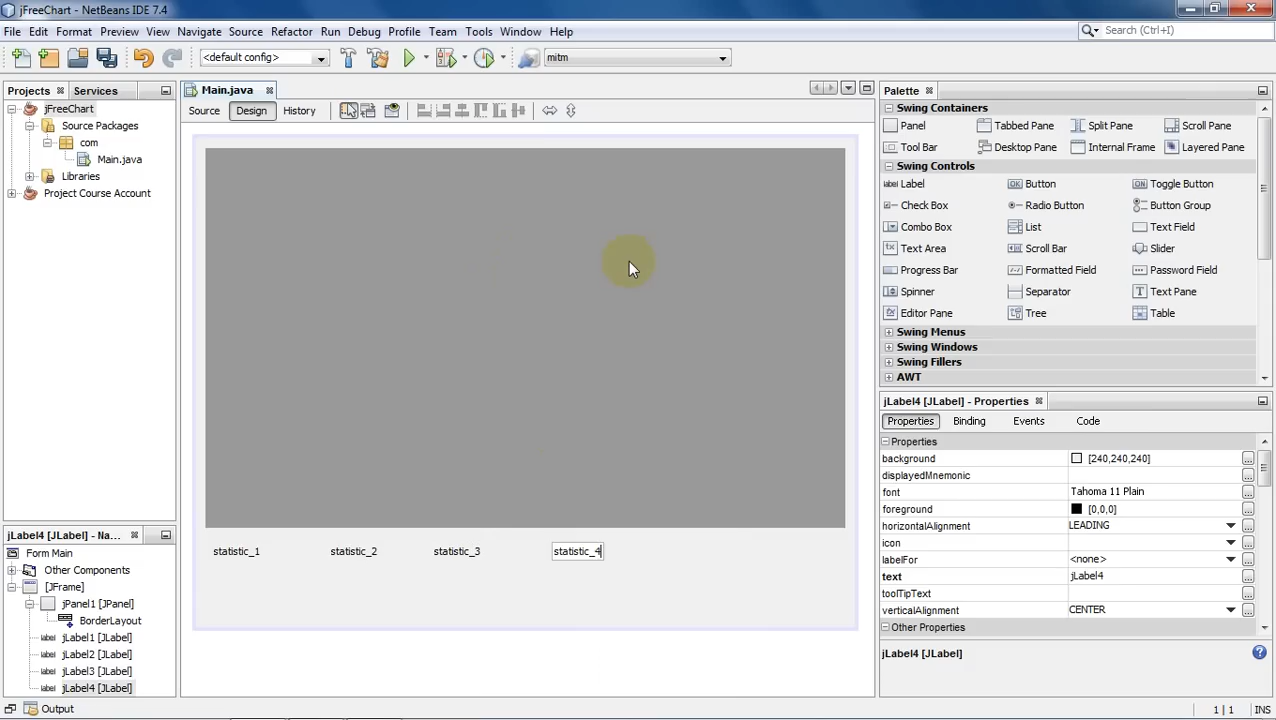 jFreeChart - NetBeans IDE 7.4
File Edit Format Preview View Navigate Source Refactor Run Debug Profile Team Tools Window Help
Search (Ctrl+I)
<default config>
mitm
Projects Services
Main.java
Palette
jFreeChart
Source Packages
com
Main.java
Libraries
Project Course Account
Source Design History
Swing Containers
Panel Tabbed Pane Split Pane Scroll Pane
Tool Bar Desktop Pane Internal Frame Layered Pane
Swing Controls
Label Button Toggle Button
Check Box Radio Button Button Group
Combo Box List Text Field
Text Area Scroll Bar Slider
Progress Bar Formatted Field Password Field
Spinner Separator Text Pane
Editor Pane Tree Table
Swing Menus
Swing Windows
Swing Fillers
AWT
statistic_1 statistic_2 statistic_3 statistic_4
jLabel4 [JLabel] - Na...
Form Main
Other Components
[JFrame]
jPanel1 [JPanel]
BorderLayout
jLabel1 [JLabel]
jLabel2 [JLabel]
jLabel3 [JLabel]
jLabel4 [JLabel]
jLabel4 [JLabel] - Properties
Properties Binding Events Code
Properties
background [240,240,240] ...
displayedMnemonic ...
font Tahoma 11 Plain ...
foreground [0,0,0] ...
horizontalAlignment LEADING ...
icon ...
labelFor <none> ...
text jLabel4 ...
toolTipText ...
verticalAlignment CENTER ...
Other Properties
jLabel4 [JLabel]
Output
1 | 1 INS